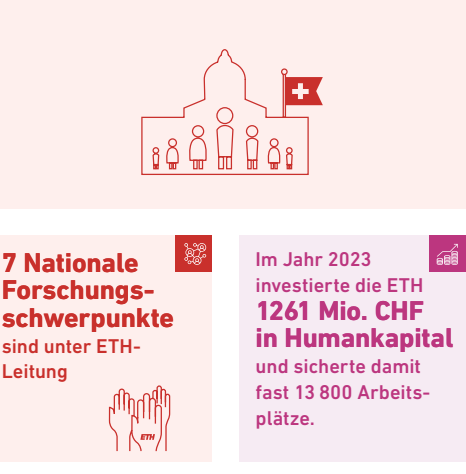 7 Nationale
Forschungs-
schwerpunkte
sind unter ETH-
Leitung
ETH
Im Jahr 2023
investierte die ETH
1261 Mio. CHF
in Humankapital
und sicherte damit
fast 13 800 Arbeits-
plätze.